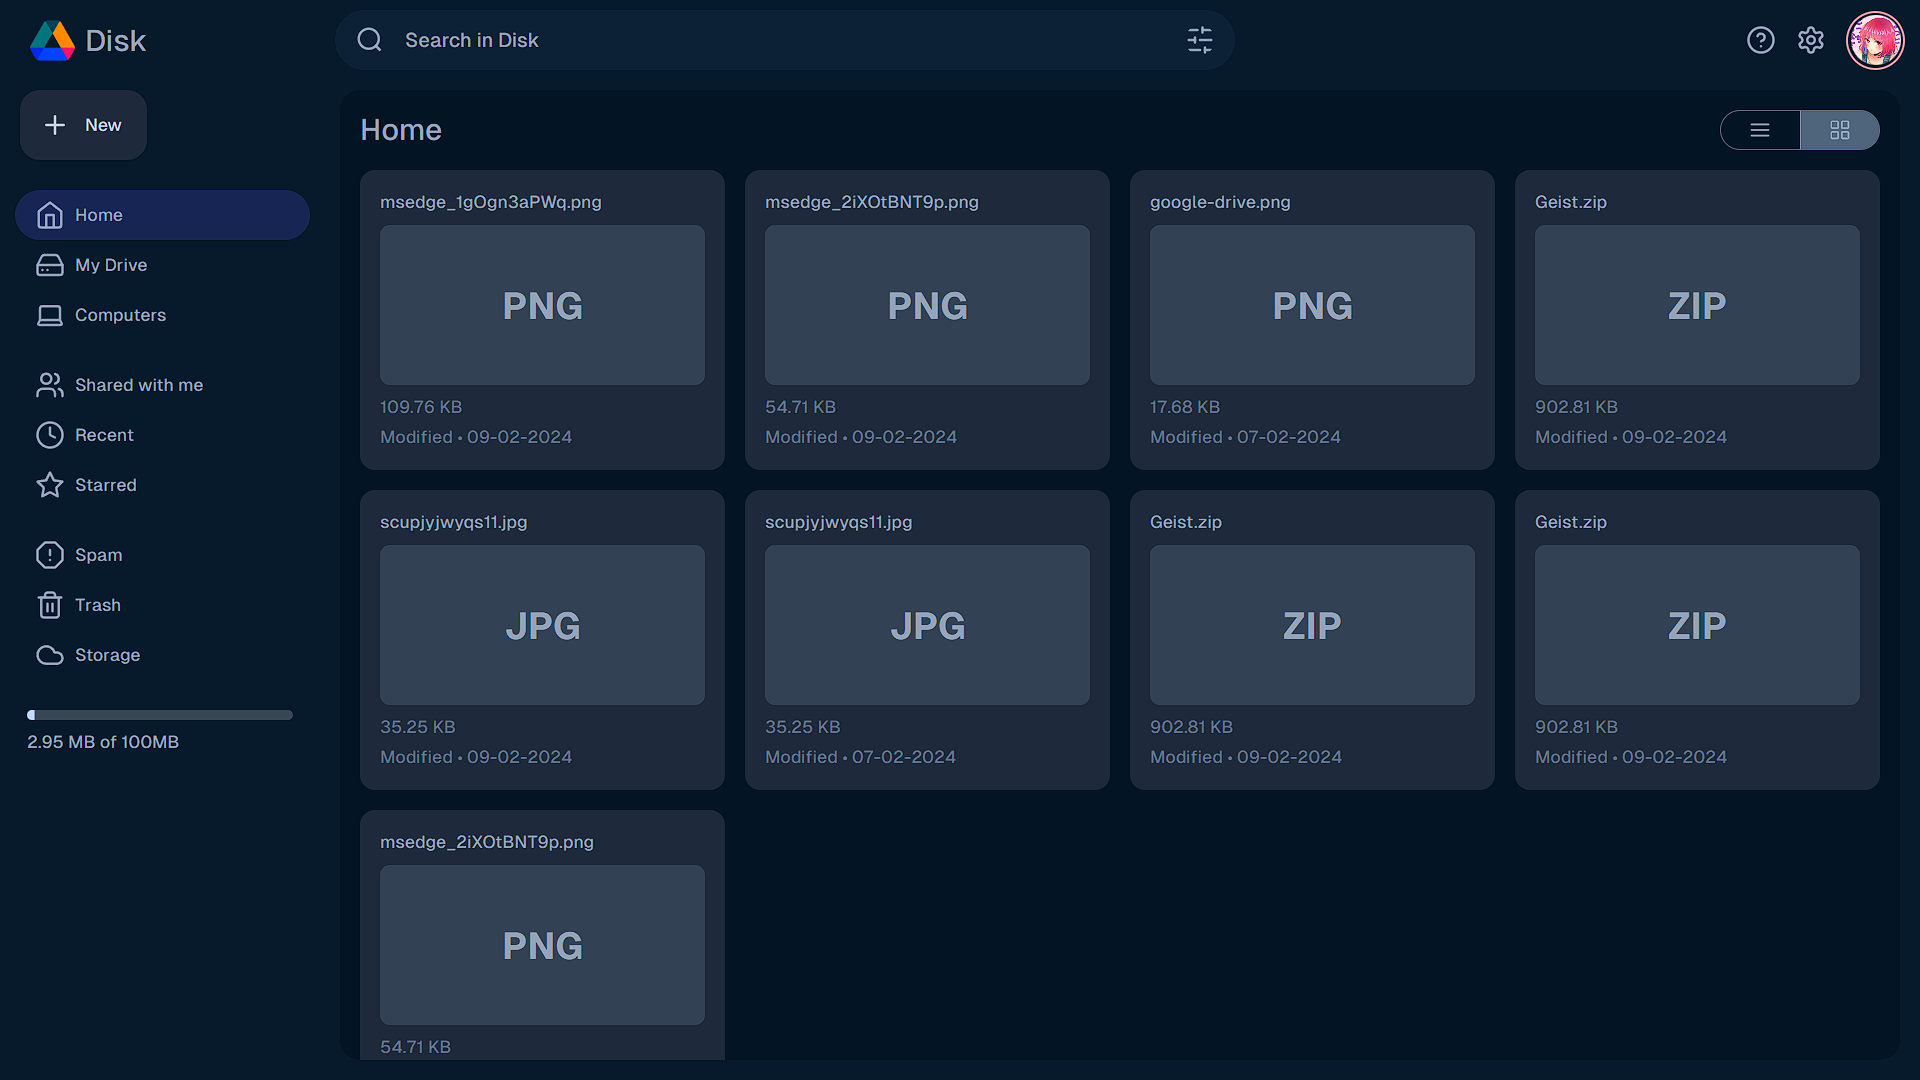 Disk
Search in Disk
New
Home
My Drive
Computers
Shared with me
Recent
Starred
Spam
Trash
Storage
2.95 MB of 100MB
Home
msedge_1gOgn3aPWq.png
PNG
109.76 KB
Modified • 09-02-2024
msedge_2iXOtBNT9p.png
PNG
54.71 KB
Modified • 09-02-2024
google-drive.png
PNG
17.68 KB
Modified • 07-02-2024
Geist.zip
ZIP
902.81 KB
Modified • 09-02-2024
scupjyjwyqs11.jpg
JPG
35.25 KB
Modified • 09-02-2024
scupjyjwyqs11.jpg
JPG
35.25 KB
Modified • 07-02-2024
Geist.zip
ZIP
902.81 KB
Modified • 09-02-2024
Geist.zip
ZIP
902.81 KB
Modified • 09-02-2024
msedge_2iXOtBNT9p.png
PNG
54.71 KB